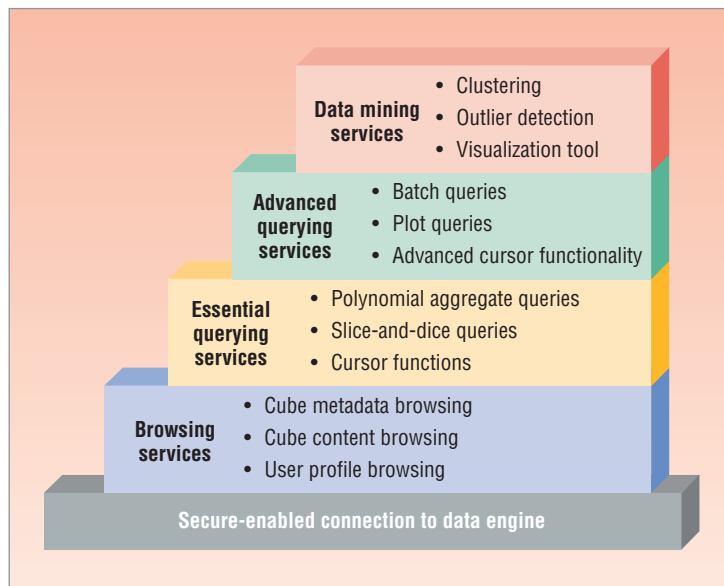 Data mining
services
• Clustering
• Outlier detection
• Visualization tool
Advanced
querying
services
• Batch queries
• Plot queries
• Advanced cursor functionality
Essential
querying
services
• Polynomial aggregate queries
• Slice-and-dice queries
• Cursor functions
Browsing
services
• Cube metadata browsing
• Cube content browsing
• User profile browsing
Secure-enabled connection to data engine